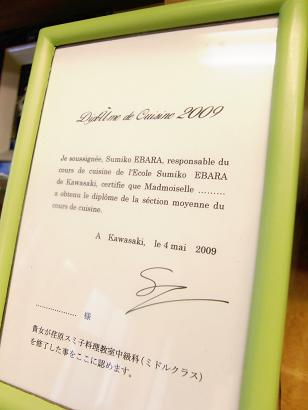 DiplÛme de Cuisine 2009
Je soussignée, Sumiko EBARA, responsable du
cours de cuisine de l'Ecole Sumiko EBARA
de Kawasaki, certifie que Madmoiselle .........
a obtenu le diplôme de la séction moyenne du
cours de cuisine.
A Kawasaki, le 4 mai 2009
.................. 様
貴女が荏原スミ子料理教室中級科(ミドルクラス)
を修了した事をここに認めます。